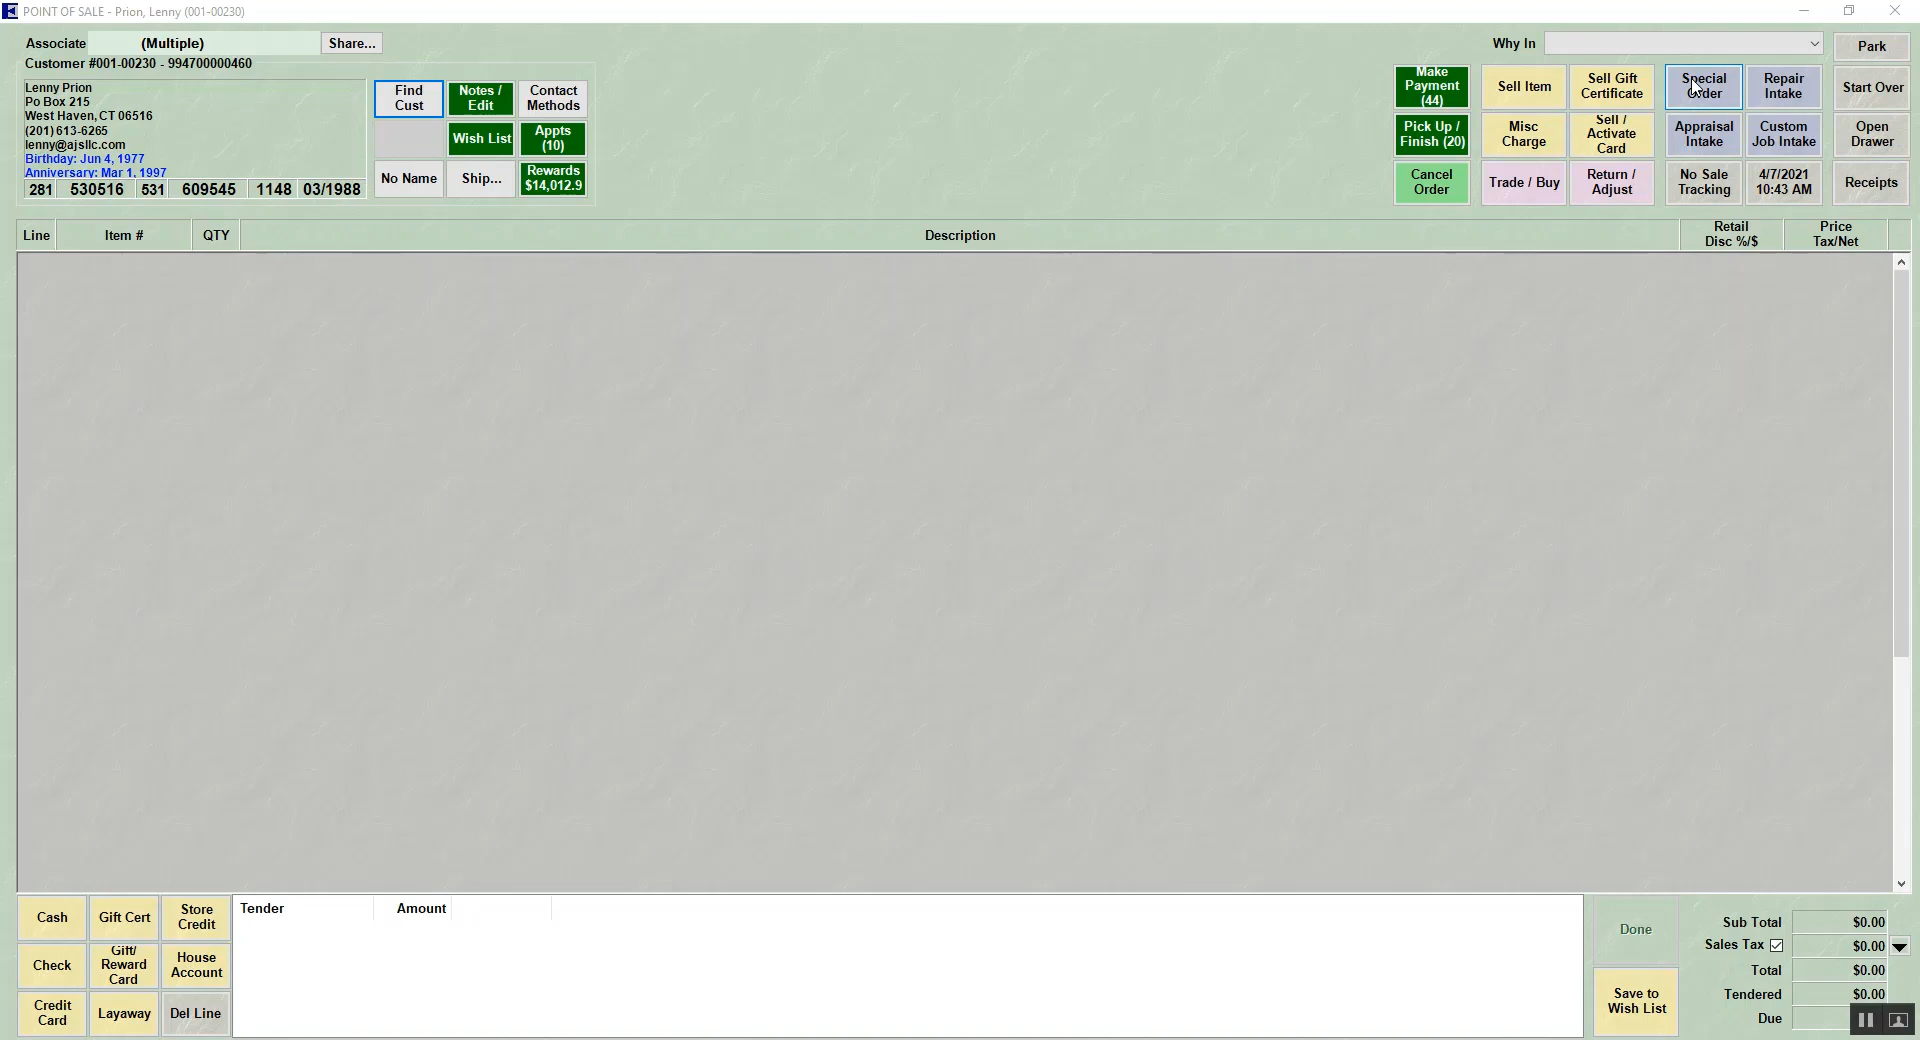 POINT OF SALE - Prion, Lenny (001-00230)
Associate (Multiple) Share...
Why In
Park
Customer #001-00230 - 994700000460
Lenny Prion
Po Box 215
West Haven, CT 06516
(201) 613-6265
lenny@ajsllc.com
Birthday: Jun 4, 1977
Anniversary: Mar 1, 1997
281 530516 531 609545 1148 03/1988
Find
Cust
Notes /
Edit
Contact
Methods
Wish List
Appts
(10)
No Name
Ship...
Rewards
$14,012.9
Make
Payment
(44)
Sell Item
Sell Gift
Certificate
Special
Order
Repair
Intake
Start Over
Pick Up /
Finish (20)
Misc
Charge
Sell /
Activate
Card
Appraisal
Intake
Custom
Job Intake
Open
Drawer
Cancel
Order
Trade / Buy
Return /
Adjust
No Sale
Tracking
4/7/2021
10:43 AM
Receipts
Line Item # QTY Description
Retail
Disc %/$
Price
Tax/Net
Cash
Gift Cert
Store
Credit
Check
Gift/
Reward
Card
House
Account
Credit
Card
Layaway
Del Line
Tender Amount
Done
Save to
Wish List
Sub Total $0.00
Sales Tax $0.00
Total $0.00
Tendered $0.00
Due